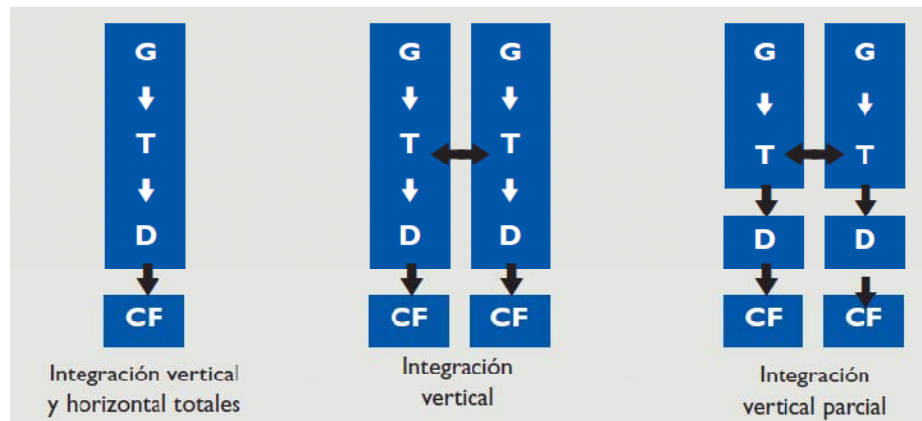 G
T
D
CF
Integración vertical
y horizontal totales
G
T
D
CF
G
T
D
CF
Integración
vertical
G
T
D
CF
G
T
D
CF
Integración
vertical parcial